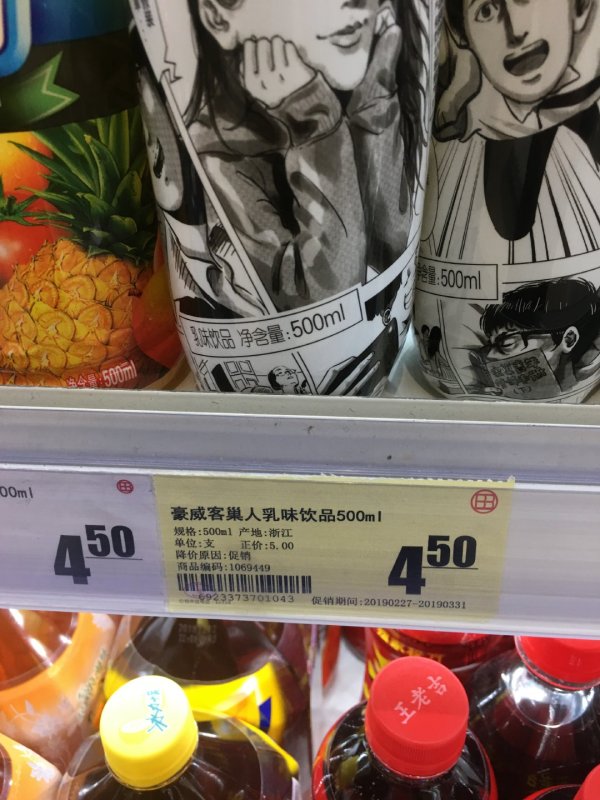 乳味饮品 净含量:500ml
净含量:500ml
净含量:500ml
00ml
4.50
豪威客巢人乳味饮品500ml
规格:500ml 产地:浙江
单位:支 正价:5.00
降价原因:促销
商品编码:1069449
4.50
6923373701043
促销期间:20190227-20190331
王老吉